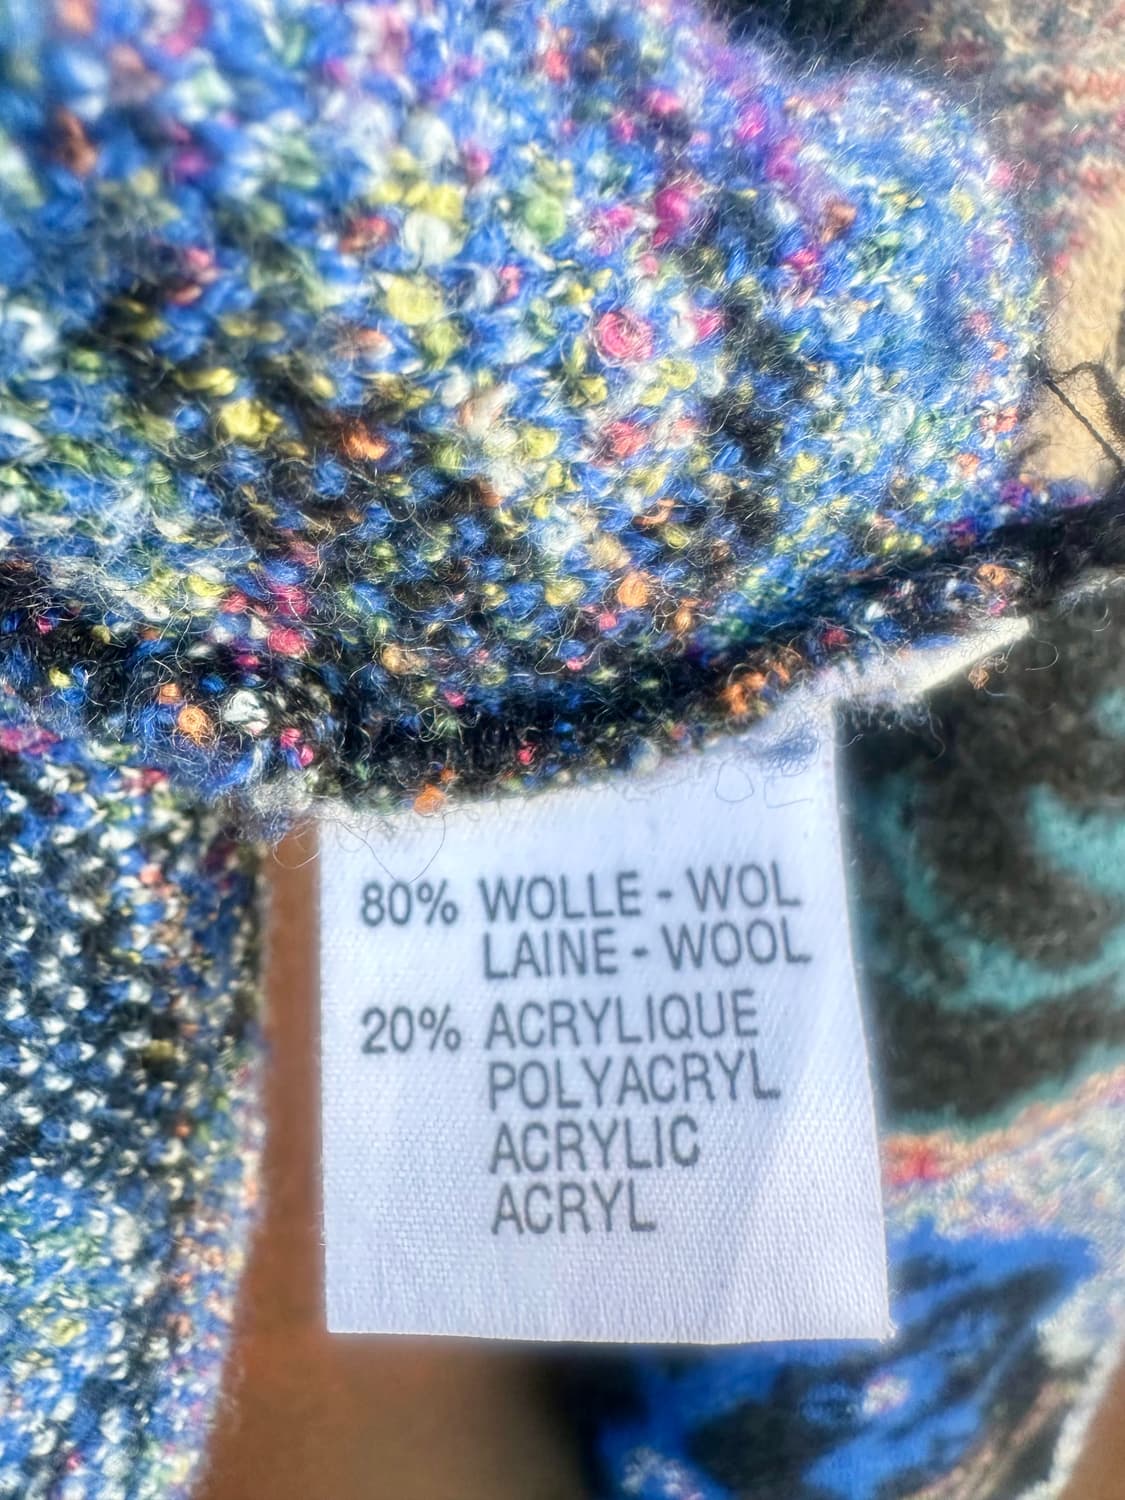 80% WOLLE - WOL
LAINE - WOOL
20% ACRYLIQUE
POLYACRYL
ACRYLIC
ACRYL